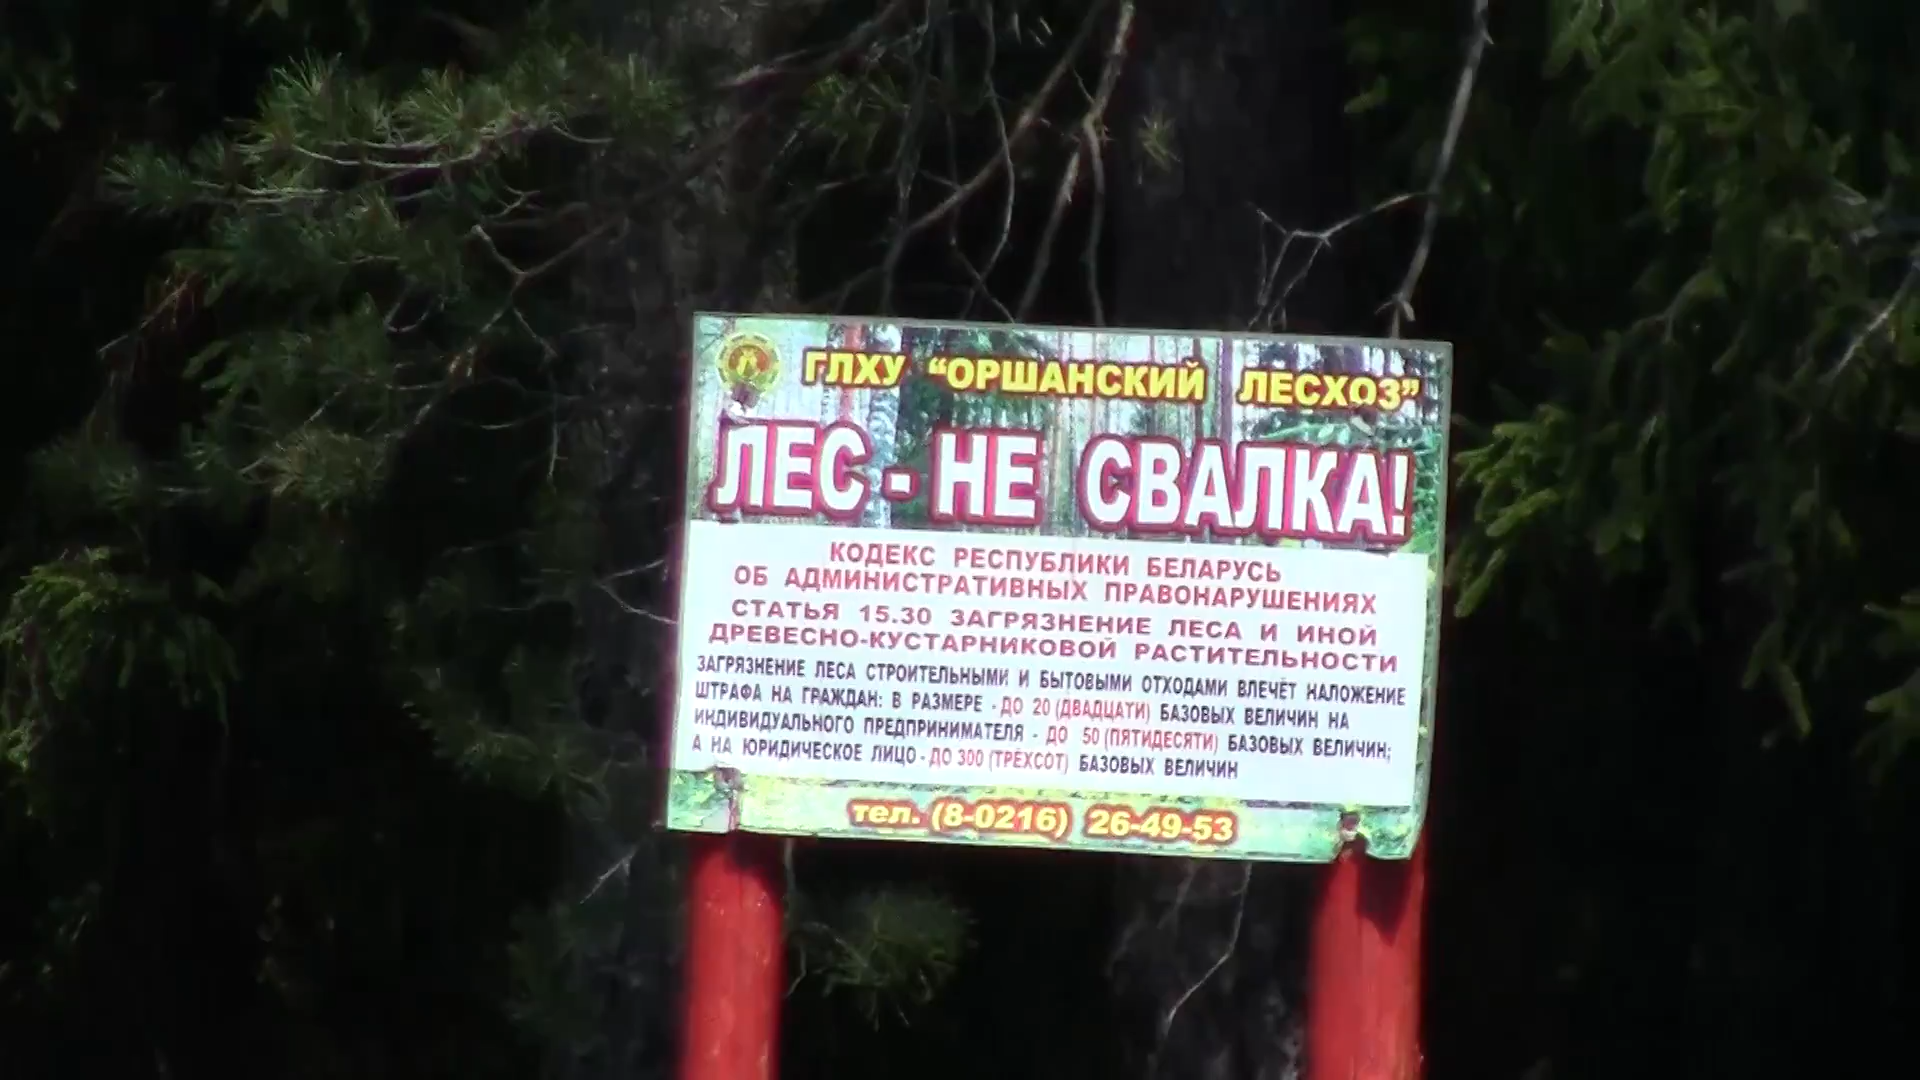 ГЛХУ “ОРШАНСКИЙ ЛЕСХОЗ”
ЛЕС - НЕ СВАЛКА!
КОДЕКС РЕСПУБЛИКИ БЕЛАРУСЬ
ОБ АДМИНИСТРАТИВНЫХ ПРАВОНАРУШЕНИЯХ
СТАТЬЯ 15.30 ЗАГРЯЗНЕНИЕ ЛЕСА И ИНОЙ
ДРЕВЕСНО-КУСТАРНИКОВОЙ РАСТИТЕЛЬНОСТИ
ЗАГРЯЗНЕНИЕ ЛЕСА СТРОИТЕЛЬНЫМИ И БЫТОВЫМИ ОТХОДАМИ ВЛЕЧЁТ НАЛОЖЕНИЕ
ШТРАФА НА ГРАЖДАН: В РАЗМЕРЕ - ДО 20 (ДВАДЦАТИ) БАЗОВЫХ ВЕЛИЧИН НА
ИНДИВИДУАЛЬНОГО ПРЕДПРИНИМАТЕЛЯ - ДО 50 (ПЯТИДЕСЯТИ) БАЗОВЫХ ВЕЛИЧИН;
А НА ЮРИДИЧЕСКОЕ ЛИЦО - ДО 300 (ТРЁХСОТ) БАЗОВЫХ ВЕЛИЧИН
тел. (8-0216) 26-49-53